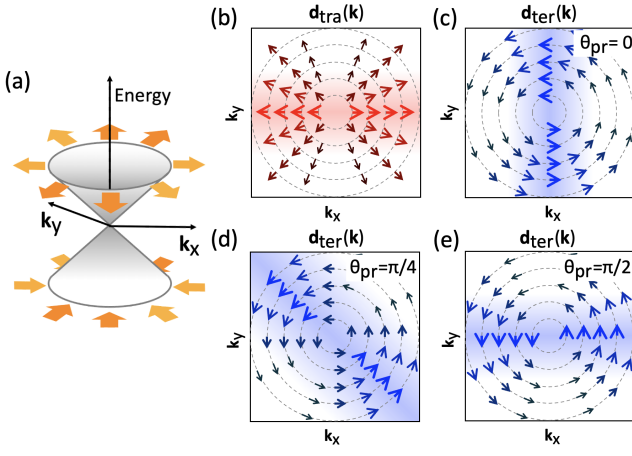 (a)
Energy
k_y
k_x
(b)
d_tra(k)
k_y
k_x
(c)
d_ter(k)
θ_pr= 0
k_y
k_x
(d)
d_ter(k)
θ_pr=π/4
k_y
k_x
(e)
d_ter(k)
θ_pr=π/2
k_y
k_x